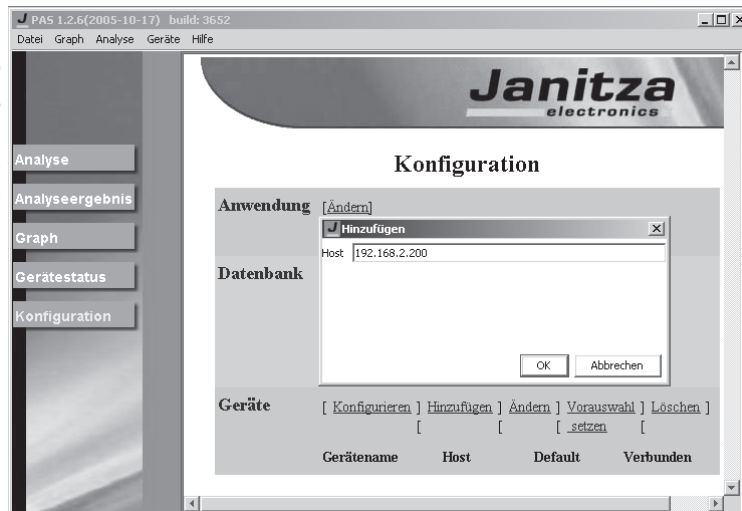 J PAS 1.2.6(2005-10-17) build: 3652
Datei Graph Analyse Geräte Hilfe
Janitza
electronics
Analyse
Analyseergebnis
Graph
Gerätestatus
Konfiguration
Konfiguration
Anwendung [Ändern]
J Hinzufügen
Host 192.168.2.200
OK Abbrechen
Datenbank
Geräte [ Konfigurieren ] Hinzufügen ] Ändern ] Vorauswahl ] Löschen ]
[ [ [ setzen [
Gerätename Host Default Verbunden